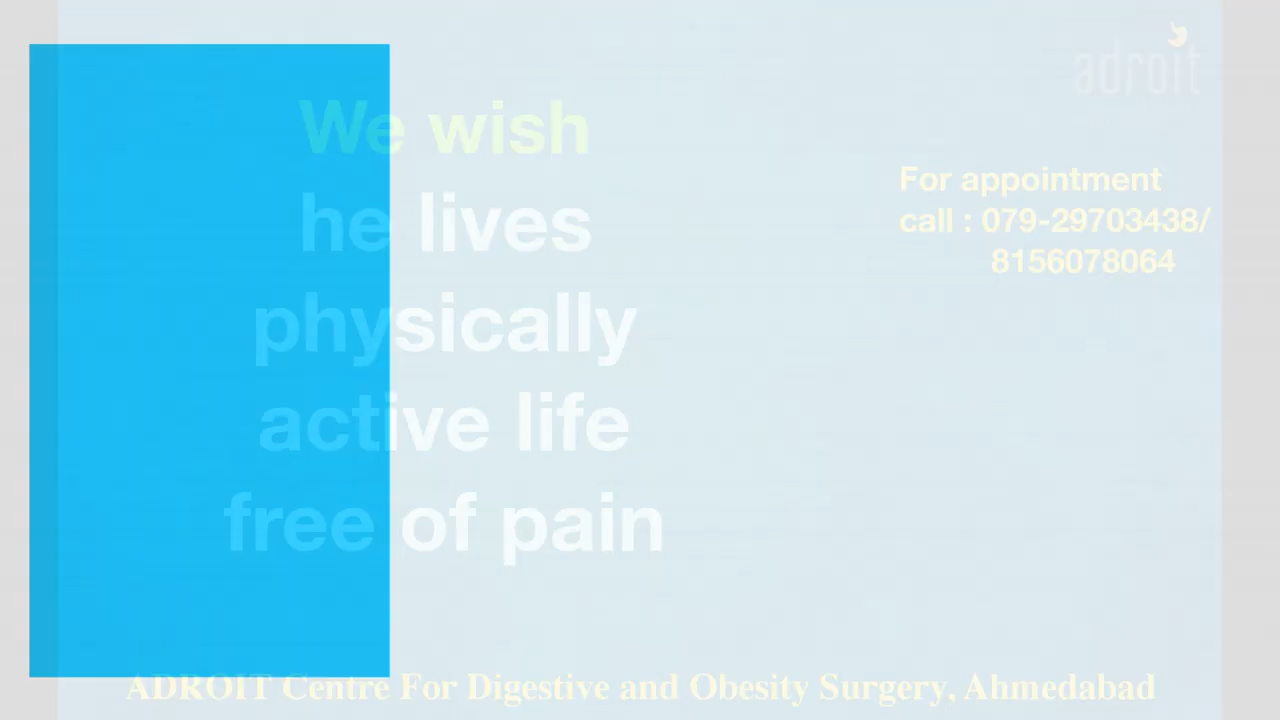 adroit
We wish
he lives
physically
active life
free of pain
For appointment
call : 079-29703438/
8156078064
ADROIT Centre For Digestive and Obesity Surgery, Ahmedabad